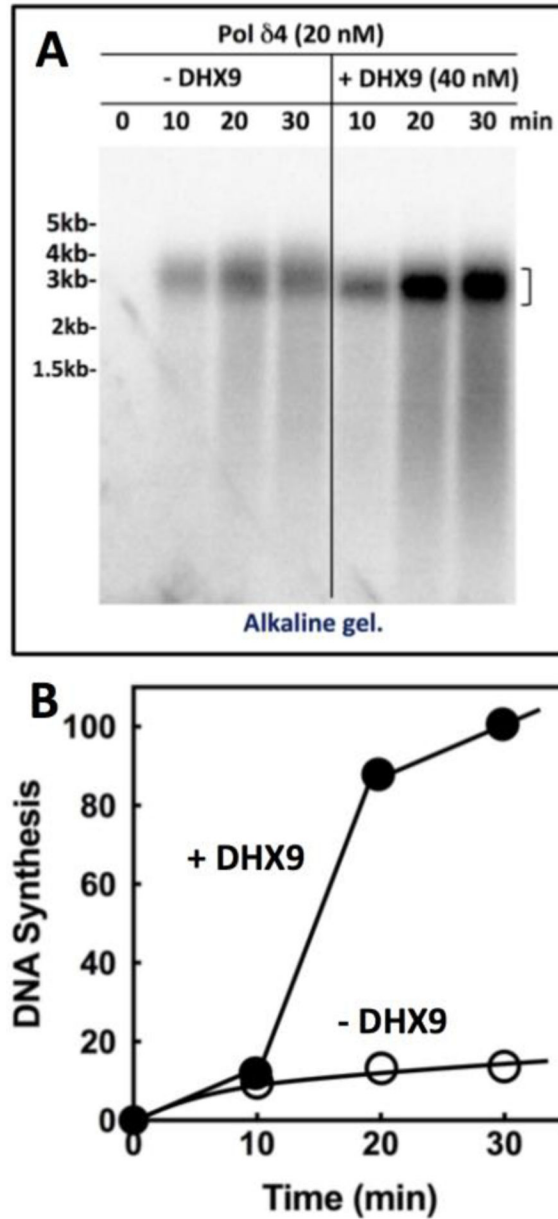 A
Pol δ4 (20 nM)
- DHX9 + DHX9 (40 nM)
0 10 20 30 10 20 30 min
5kb-
4kb-
3kb-
2kb-
1.5kb-
Alkaline gel.
B
100
80
60
40
20
0
DNA Synthesis
+ DHX9
- DHX9
0 10 20 30
Time (min)